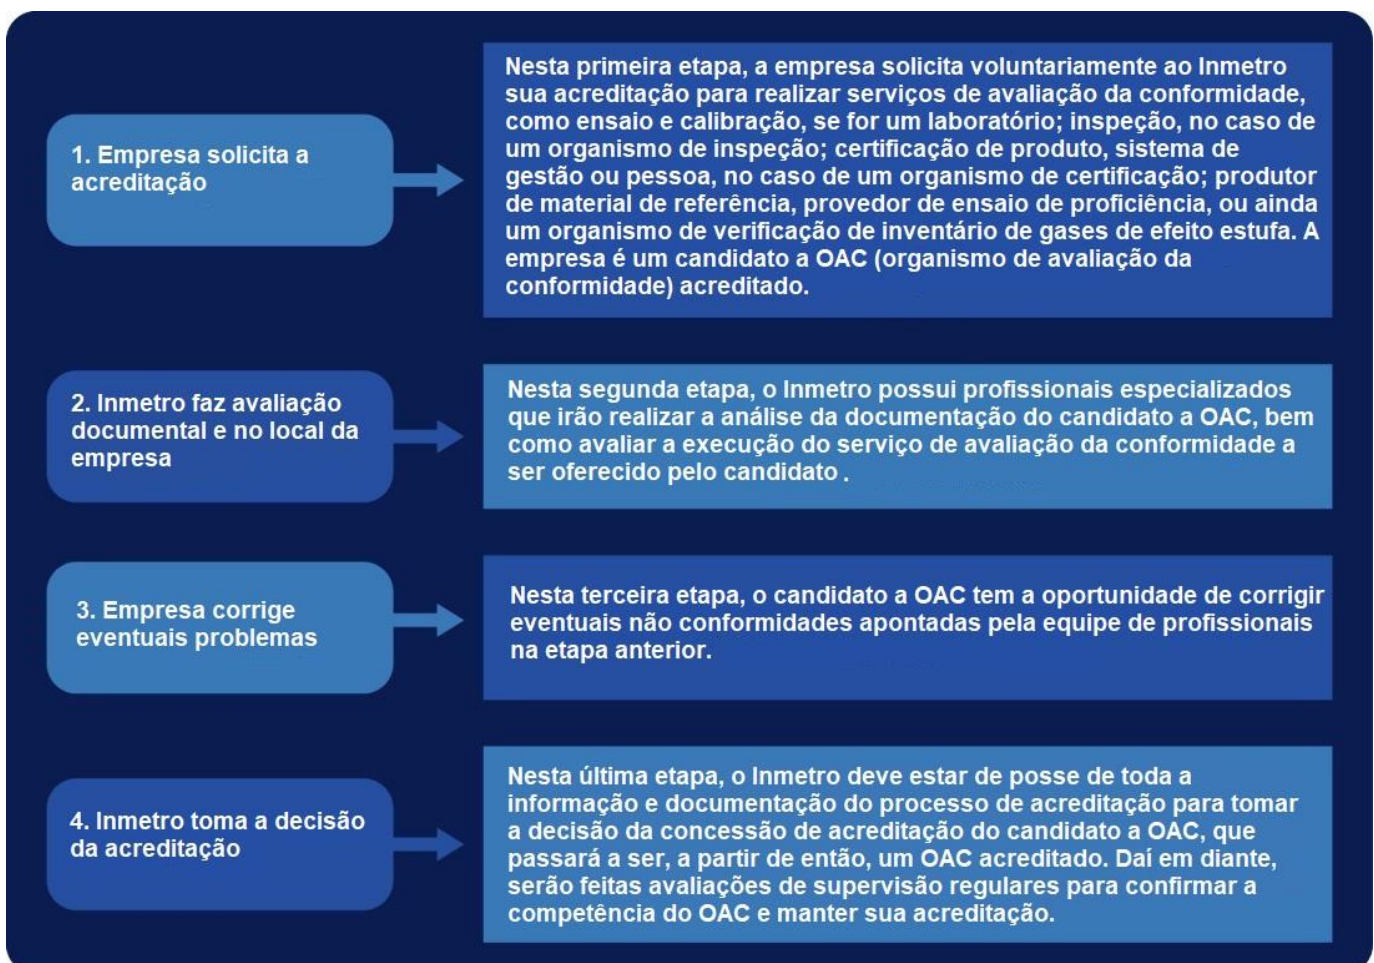 1. Empresa solicita a
acreditação
Nesta primeira etapa, a empresa solicita voluntariamente ao Inmetro
sua acreditação para realizar serviços de avaliação da conformidade,
como ensaio e calibração, se for um laboratório; inspeção, no caso de
um organismo de inspeção; certificação de produto, sistema de
gestão ou pessoa, no caso de um organismo de certificação; produtor
de material de referência, provedor de ensaio de proficiência, ou ainda
um organismo de verificação de inventário de gases de efeito estufa. A
empresa é um candidato a OAC (organismo de avaliação da
conformidade) acreditado.
2. Inmetro faz avaliação
documental e no local da
empresa
Nesta segunda etapa, o Inmetro possui profissionais especializados
que irão realizar a análise da documentação do candidato a OAC, bem
como avaliar a execução do serviço de avaliação da conformidade a
ser oferecido pelo candidato .
3. Empresa corrige
eventuais problemas
Nesta terceira etapa, o candidato a OAC tem a oportunidade de corrigir
eventuais não conformidades apontadas pela equipe de profissionais
na etapa anterior.
4. Inmetro toma a decisão
da acreditação
Nesta última etapa, o Inmetro deve estar de posse de toda a
informação e documentação do processo de acreditação para tomar
a decisão da concessão de acreditação do candidato a OAC, que
passará a ser, a partir de então, um OAC acreditado. Daí em diante,
serão feitas avaliações de supervisão regulares para confirmar a
competência do OAC e manter sua acreditação.